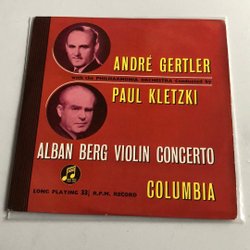 ANDRÉ GERTLER
with the PHILHARMONIA ORCHESTRA conducted by
PAUL KLETZKI
ALBAN BERG VIOLIN CONCERTO
LONG PLAYING 33⅓ R.P.M. RECORD
COLUMBIA